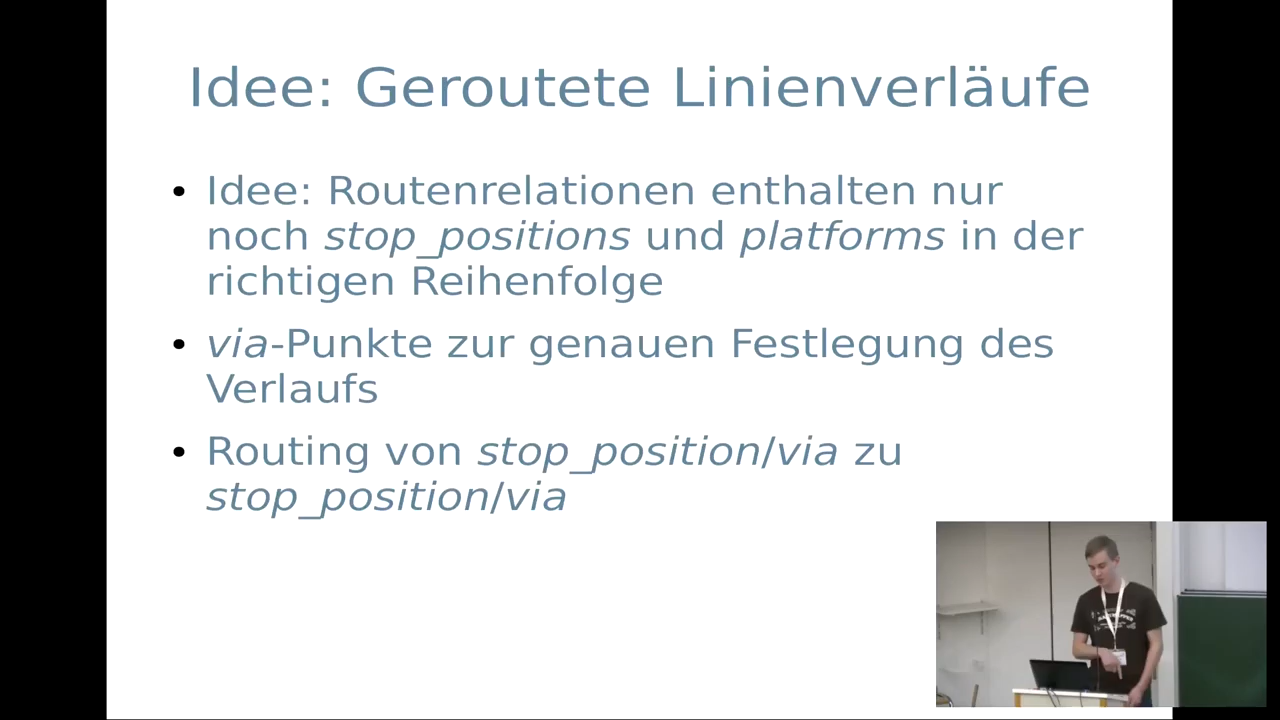 Idee: Geroutete Linienverläufe
• Idee: Routenrelationen enthalten nur
noch stop_positions und platforms in der
richtigen Reihenfolge
• via-Punkte zur genauen Festlegung des
Verlaufs
• Routing von stop_position/via zu
stop_position/via